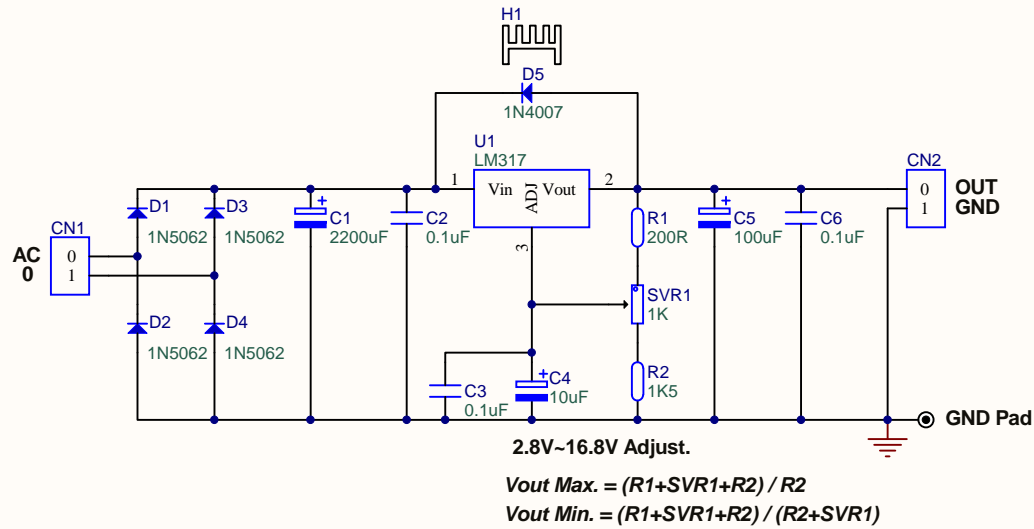 H1
D5
1N4007
U1
LM317
1
Vin
ADJ
Vout
2
3
CN2
0
1
OUT
GND
D1
1N5062
D3
1N5062
C1
2200uF
C2
0.1uF
R1
200R
C5
100uF
C6
0.1uF
CN1
AC
0
0
1
SVR1
1K
D2
1N5062
D4
1N5062
C3
0.1uF
C4
10uF
R2
1K5
GND Pad
2.8V~16.8V Adjust.
Vout Max. = (R1+SVR1+R2) / R2
Vout Min. = (R1+SVR1+R2) / (R2+SVR1)